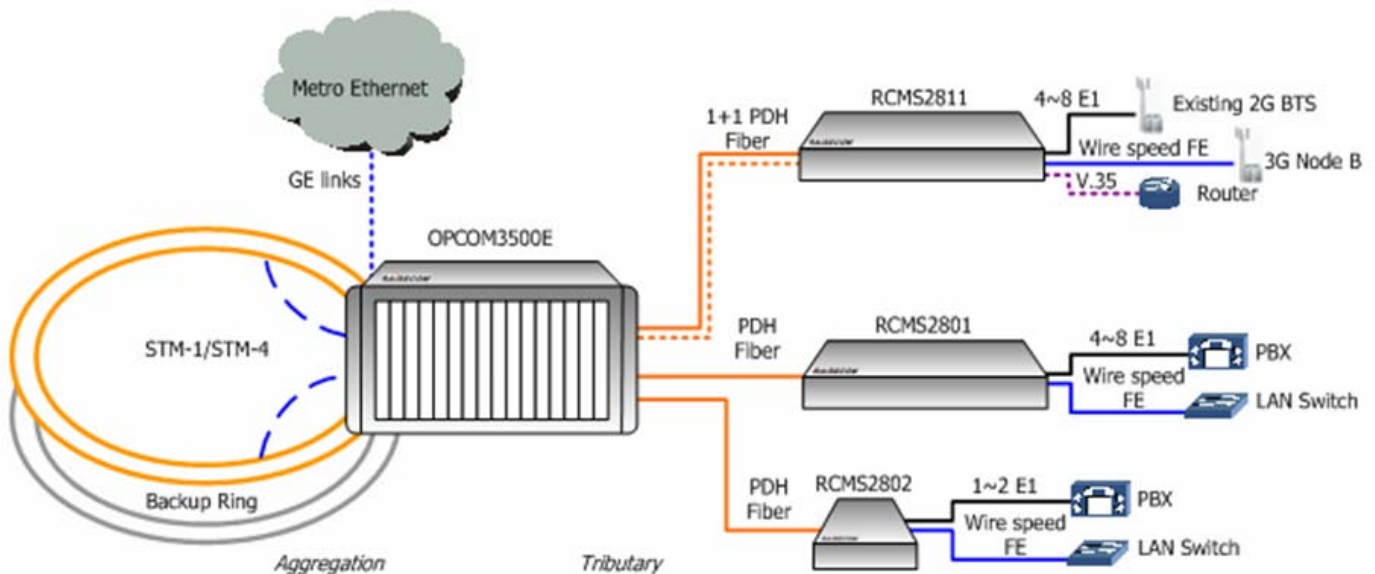 Metro Ethernet
GE links
OPCOM3500E
STM-1/STM-4
Backup Ring
Aggregation
Tributary
1+1 PDH
Fiber
RCMS2811
4~8 E1
Existing 2G BTS
Wire speed FE
3G Node B
V.35
Router
PDH
Fiber
RCMS2801
4~8 E1
PBX
Wire speed
FE
LAN Switch
PDH
Fiber
RCMS2802
1~2 E1
PBX
Wire speed
FE
LAN Switch